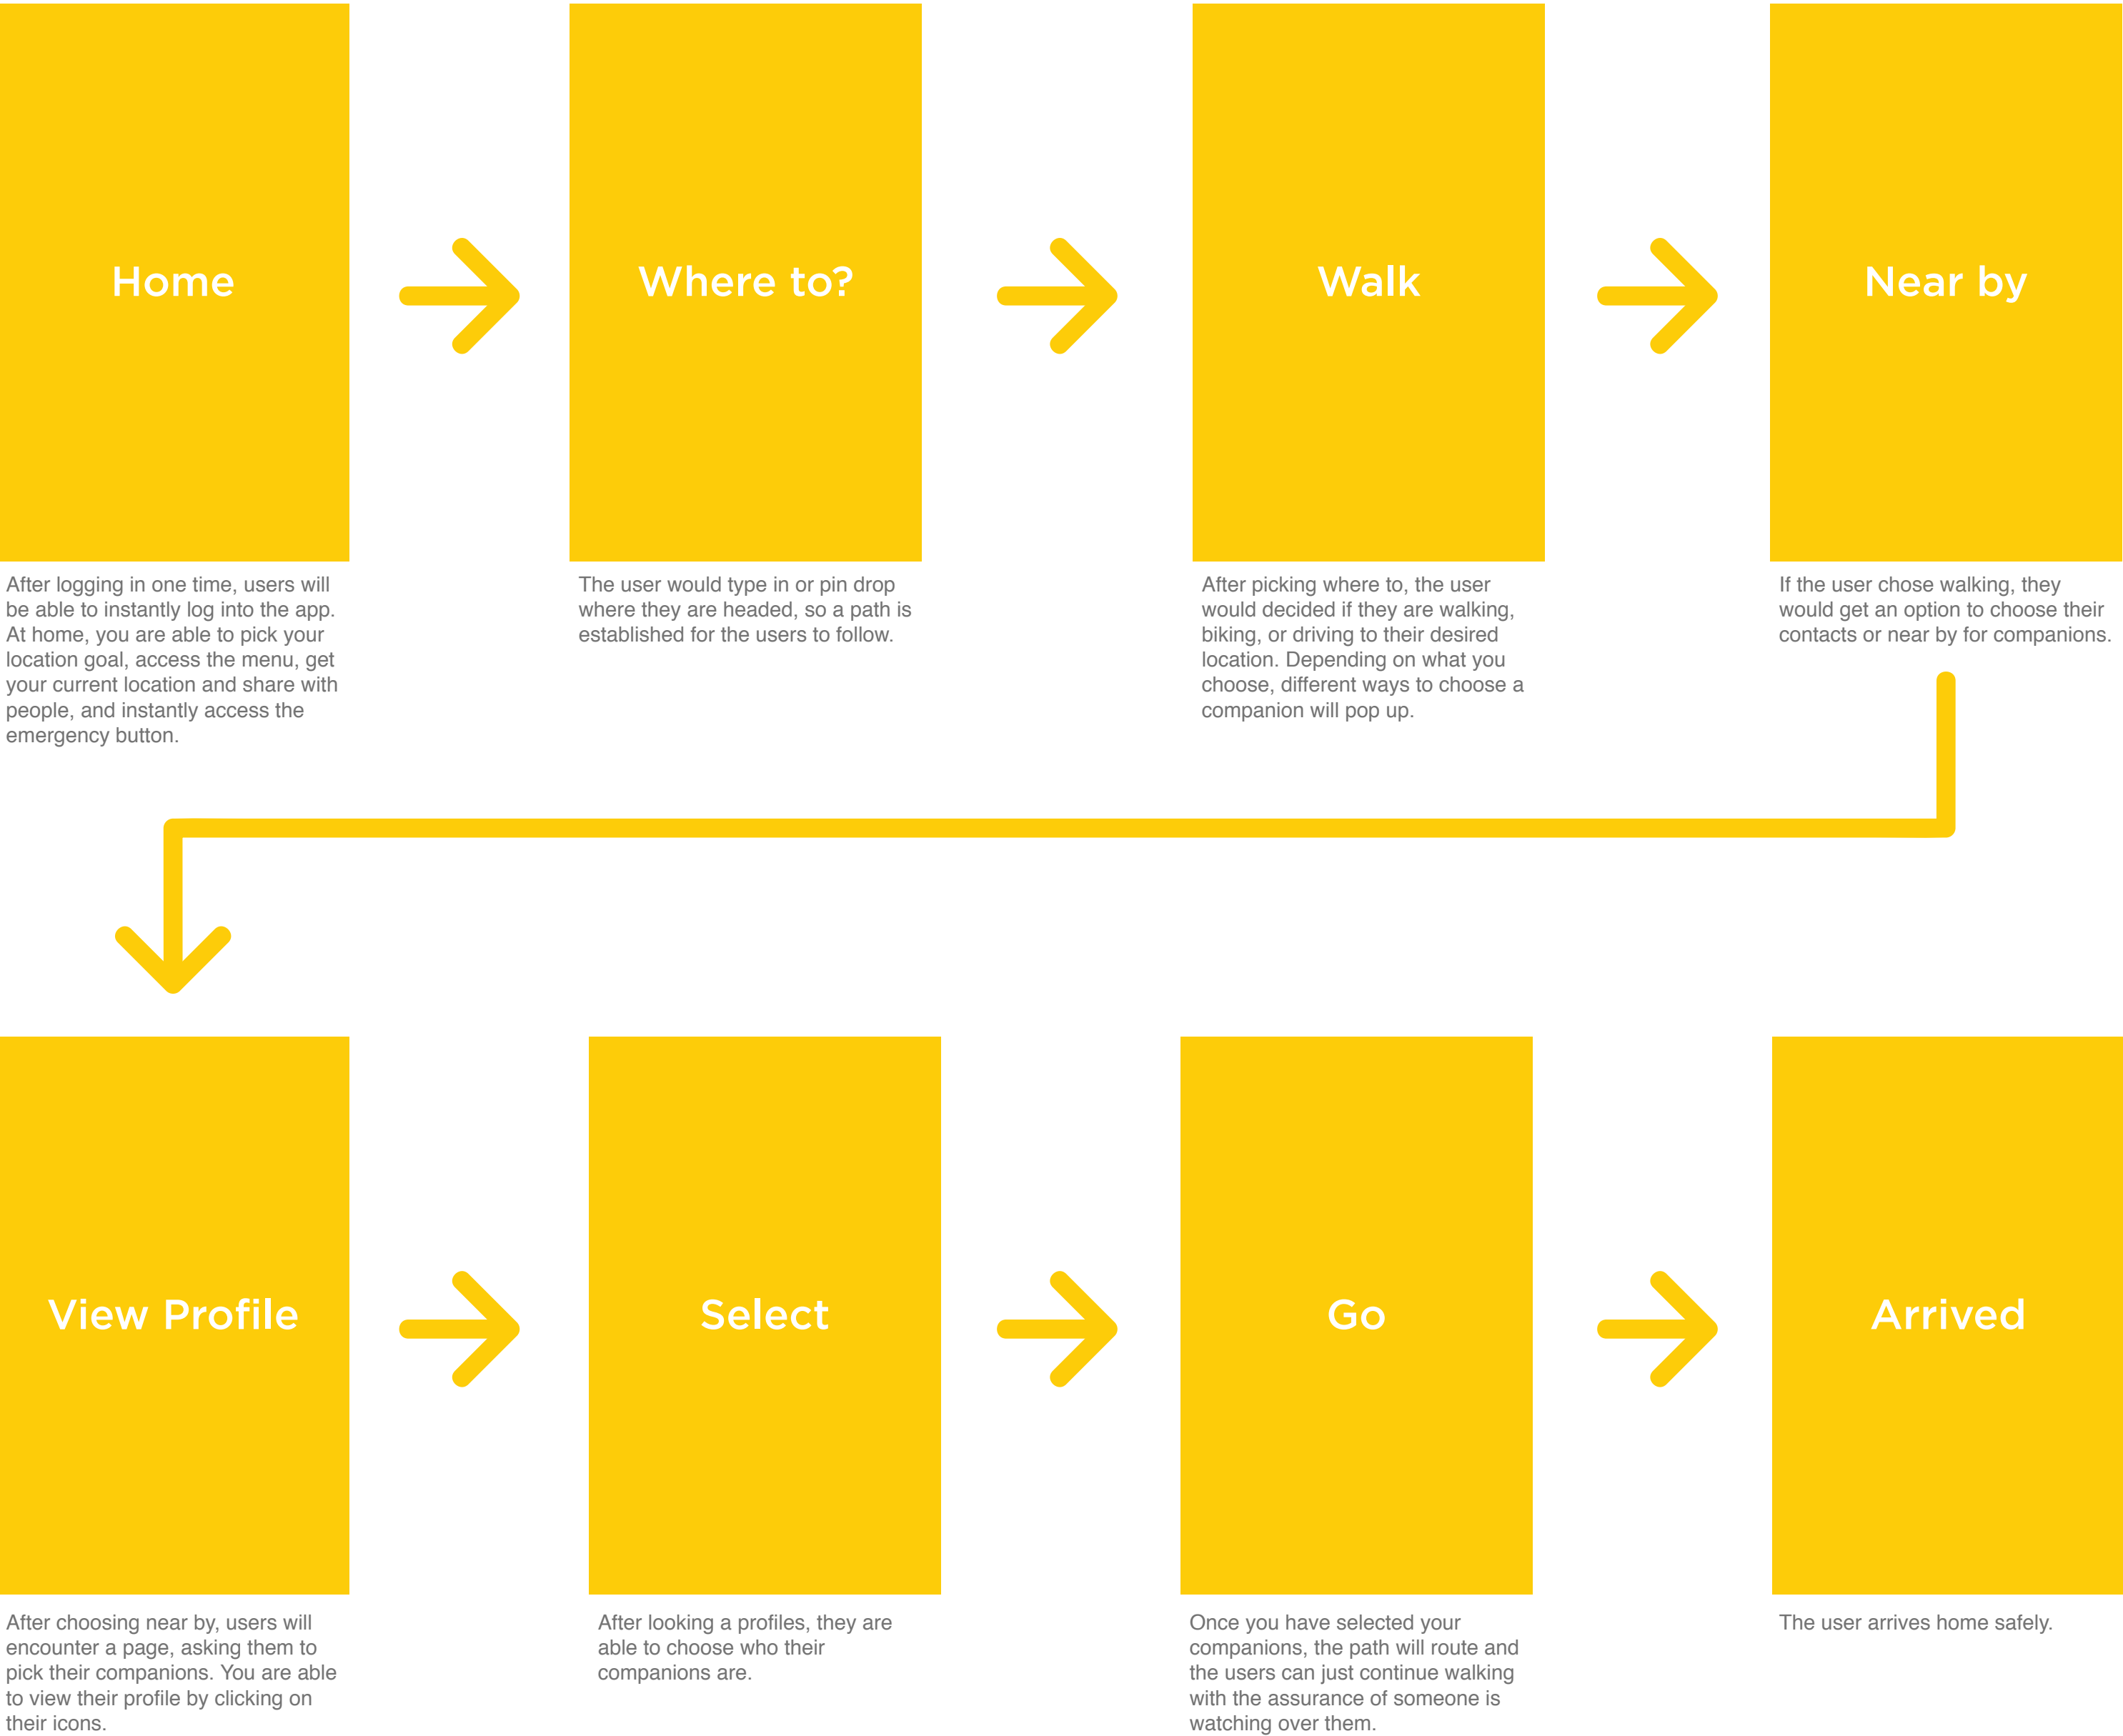 Home
Where to?
Walk
Near by
After logging in one time, users will
be able to instantly log into the app.
At home, you are able to pick your
location goal, access the menu, get
your current location and share with
people, and instantly access the
emergency button.
The user would type in or pin drop
where they are headed, so a path is
established for the users to follow.
After picking where to, the user
would decided if they are walking,
biking, or driving to their desired
location. Depending on what you
choose, different ways to choose a
companion will pop up.
If the user chose walking, they
would get an option to choose their
contacts or near by for companions.
View Profile
Select
Go
Arrived
After choosing near by, users will
encounter a page, asking them to
pick their companions. You are able
to view their profile by clicking on
their icons.
After looking a profiles, they are
able to choose who their
companions are.
Once you have selected your
companions, the path will route and
the users can just continue walking
with the assurance of someone is
watching over them.
The user arrives home safely.